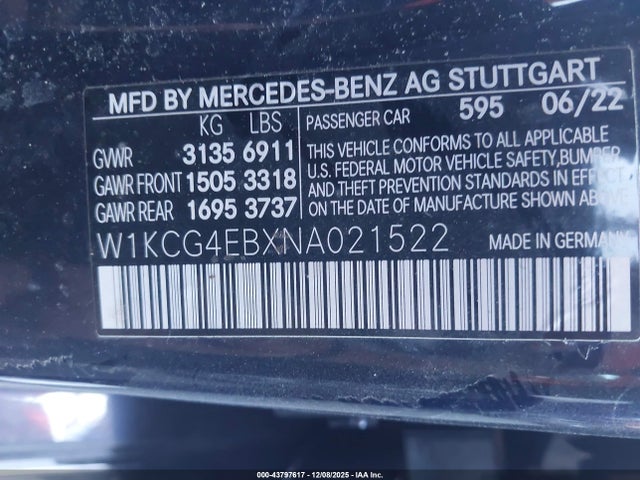 MFD BY MERCEDES-BENZ AG STUTTGART
KG LBS
PASSENGER CAR 595 06/22
GVWR 3135 6911
GAWR FRONT 1505 3318
GAWR REAR 1695 3737
THIS VEHICLE CONFORMS TO ALL APPLICABLE
U.S. FEDERAL MOTOR VEHICLE SAFETY, BUMPER
AND THEFT PREVENTION STANDARDS IN EFFECT
ON DATE OF MANUFACTURE SHOWN ABOVE
W1KCG4EBXNA021522 MADE IN GERMANY
000-43797617 - 12/08/2025 - IAA Inc.